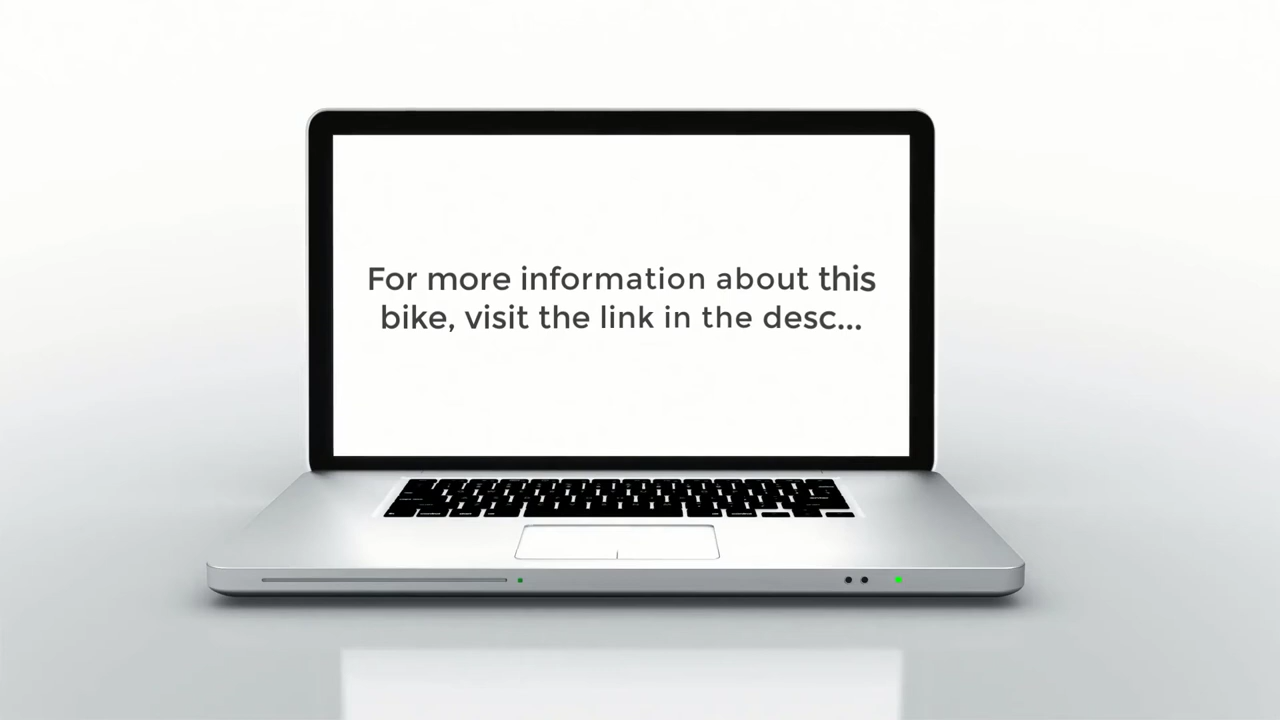 For more information about this
bike, visit the link in the desc...